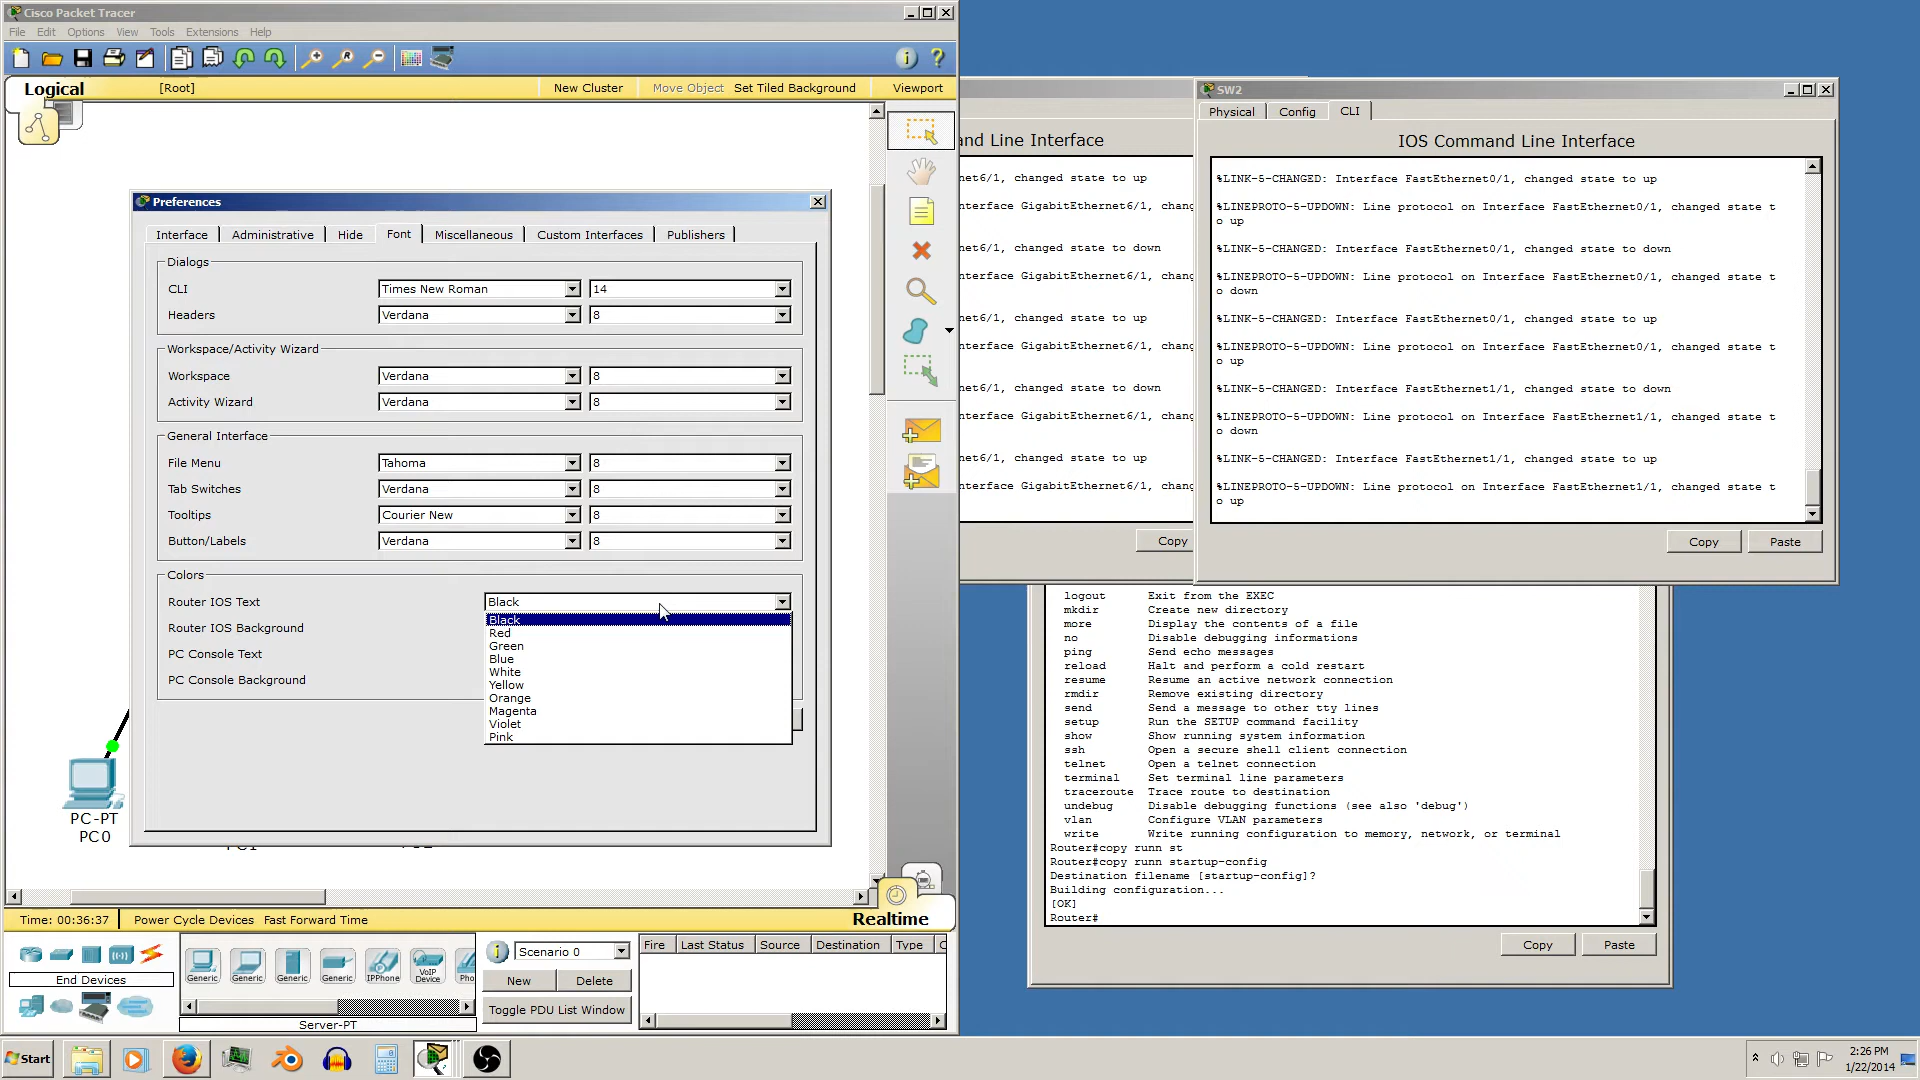 Cisco Packet Tracer
File Edit Options View Tools Extensions Help
Logical
[Root]
New Cluster
Move Object
Set Tiled Background
Viewport
Preferences
Interface
Administrative
Hide
Font
Miscellaneous
Custom Interfaces
Publishers
Dialogs
CLI Times New Roman 14
Headers Verdana 8
Workspace/Activity Wizard
Workspace Verdana 8
Activity Wizard Verdana 8
General Interface
File Menu Tahoma 8
Tab Switches Verdana 8
Tooltips Courier New 8
Button/Labels Verdana 8
Colors
Router IOS Text Black
Router IOS Background
PC Console Text
PC Console Background
Black
Red
Green
Blue
White
Yellow
Orange
Magenta
Violet
Pink
PC-PT
PC0
Time: 00:36:37
Power Cycle Devices Fast Forward Time
Realtime
End Devices
Generic
Generic
Generic
Generic
IPPhone
VoIP
Device
Pho
Server-PT
Scenario 0
New
Delete
Toggle PDU List Window
Fire
Last Status
Source
Destination
Type
C
and Line Interface
net6/1, changed state to up
nterface GigabitEthernet6/1, chang
net6/1, changed state to down
nterface GigabitEthernet6/1, chang
net6/1, changed state to up
nterface GigabitEthernet6/1, chang
net6/1, changed state to down
nterface GigabitEthernet6/1, chang
net6/1, changed state to up
nterface GigabitEthernet6/1, chang
Copy
SW2
Physical
Config
CLI
IOS Command Line Interface
%LINK-5-CHANGED: Interface FastEthernet0/1, changed state to up
%LINEPROTO-5-UPDOWN: Line protocol on Interface FastEthernet0/1, changed state t
o up
%LINK-5-CHANGED: Interface FastEthernet0/1, changed state to down
%LINEPROTO-5-UPDOWN: Line protocol on Interface FastEthernet0/1, changed state t
o down
%LINK-5-CHANGED: Interface FastEthernet0/1, changed state to up
%LINEPROTO-5-UPDOWN: Line protocol on Interface FastEthernet0/1, changed state t
o up
%LINK-5-CHANGED: Interface FastEthernet1/1, changed state to down
%LINEPROTO-5-UPDOWN: Line protocol on Interface FastEthernet1/1, changed state t
o down
%LINK-5-CHANGED: Interface FastEthernet1/1, changed state to up
%LINEPROTO-5-UPDOWN: Line protocol on Interface FastEthernet1/1, changed state t
o up
Copy
Paste
logout Exit from the EXEC
mkdir Create new directory
more Display the contents of a file
no Disable debugging informations
ping Send echo messages
reload Halt and perform a cold restart
resume Resume an active network connection
rmdir Remove existing directory
send Send a message to other tty lines
setup Run the SETUP command facility
show Show running system information
ssh Open a secure shell client connection
telnet Open a telnet connection
terminal Set terminal line parameters
traceroute Trace route to destination
undebug Disable debugging functions (see also 'debug')
vlan Configure VLAN parameters
write Write running configuration to memory, network, or terminal
Router#copy runn st
Router#copy runn startup-config
Destination filename [startup-config]?
Building configuration...
[OK]
Router#
Copy
Paste
Start
2:26 PM
1/22/2014